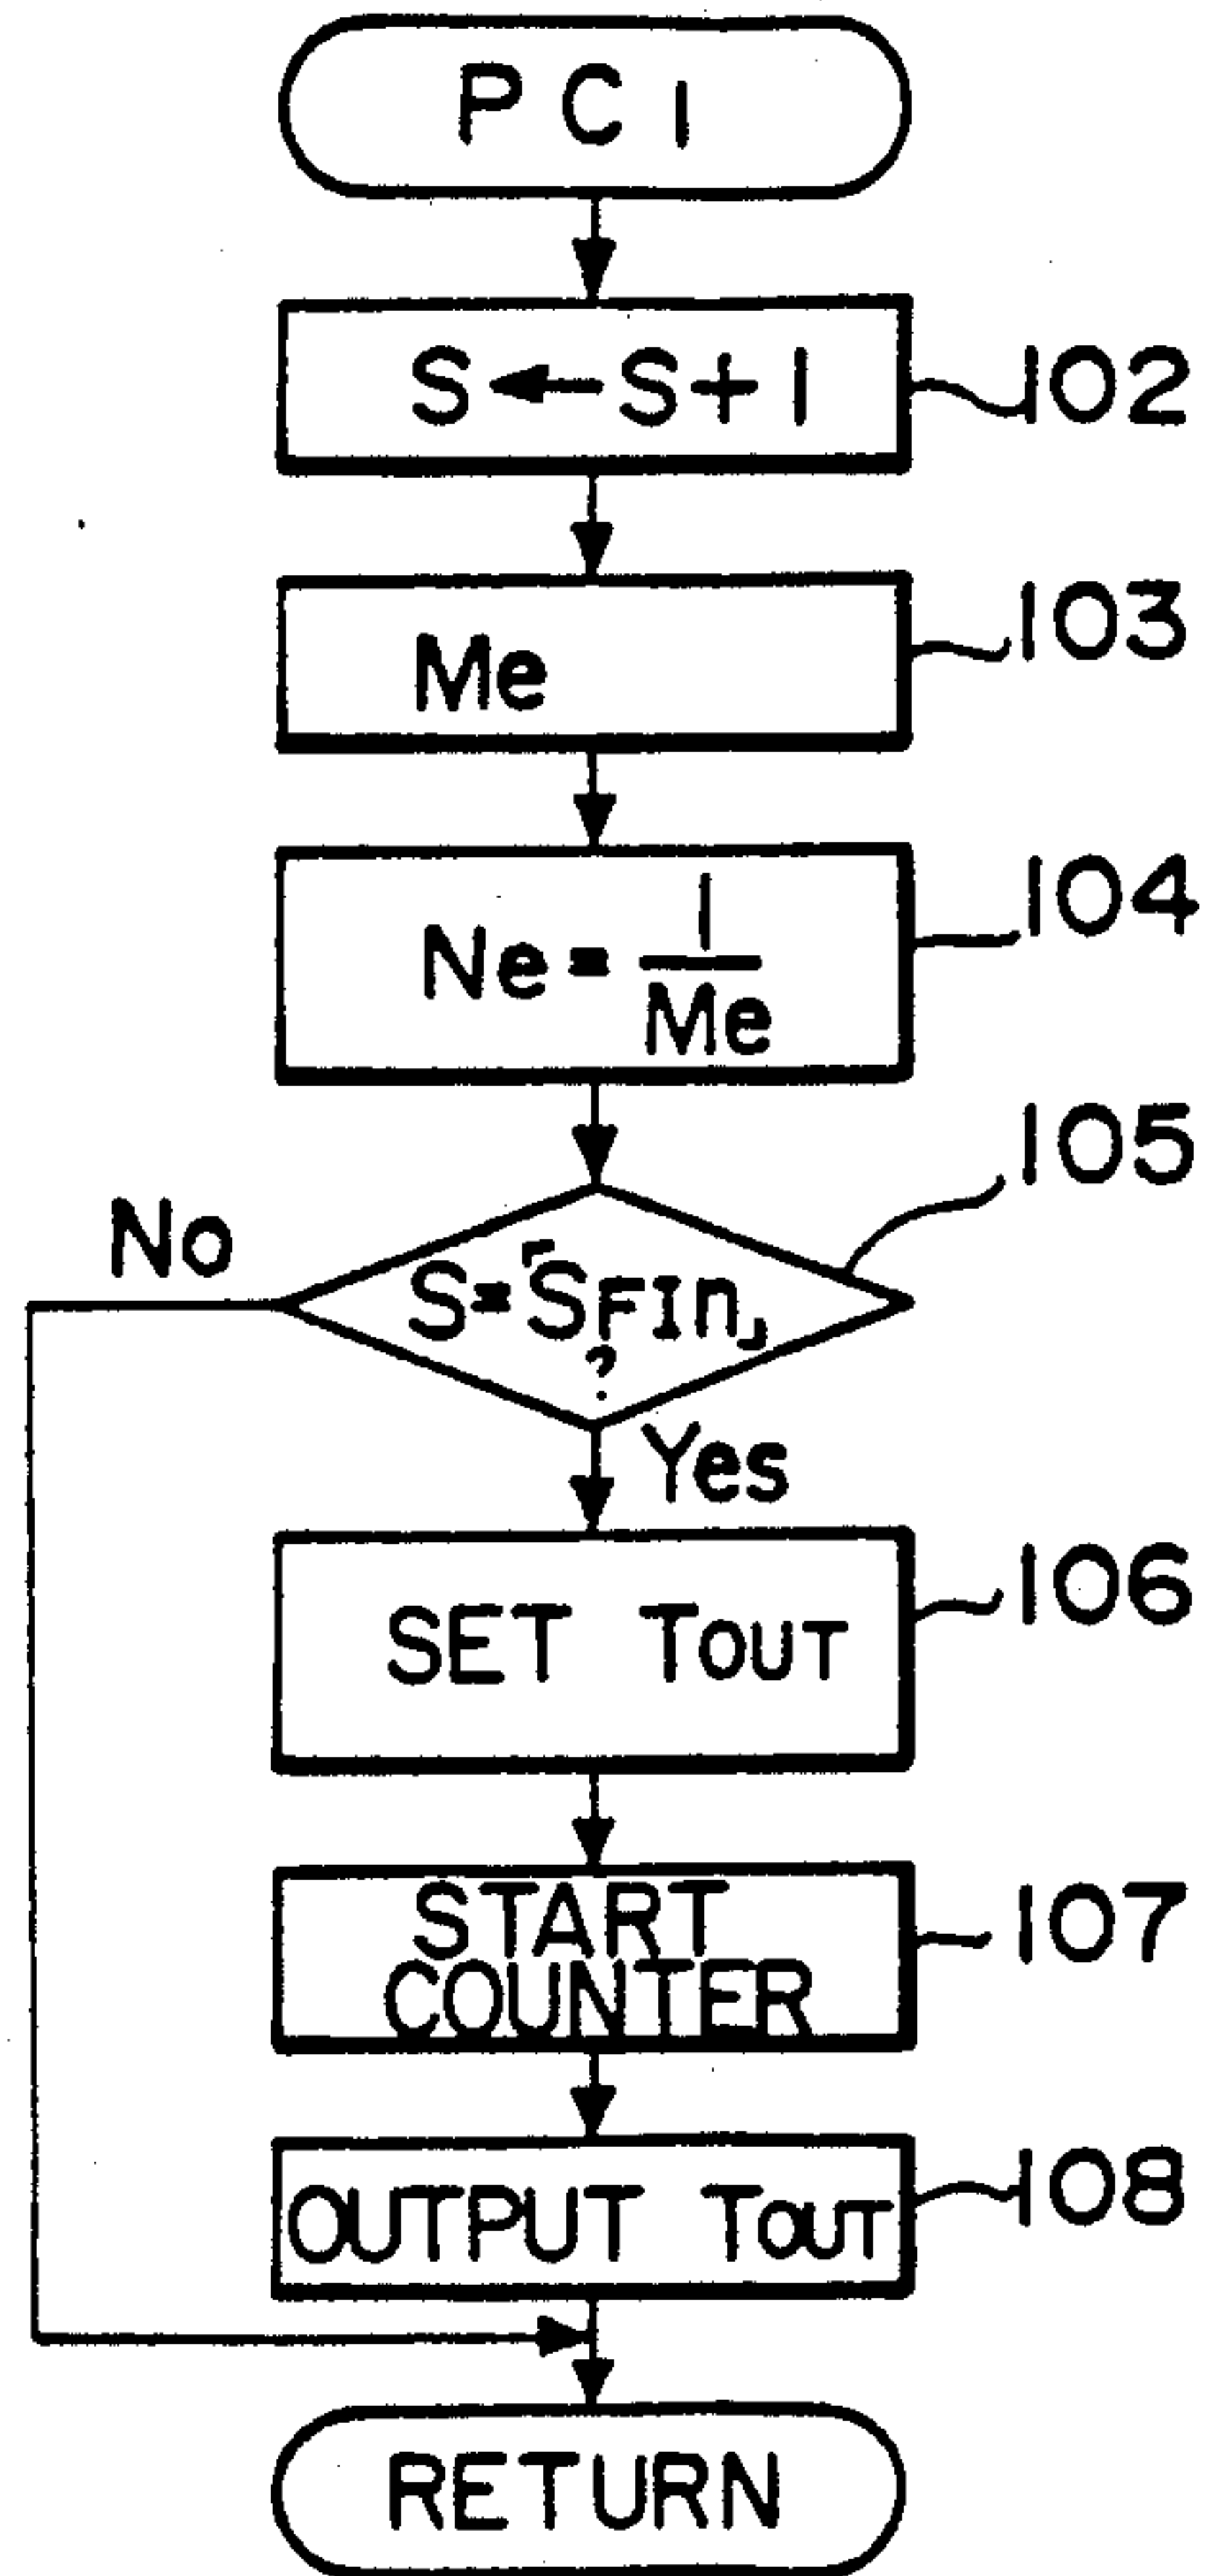 PC1
S←S+1
102
Me
103
Ne=1/Me
104
105
No
S=「SFIn」
?
Yes
SET TOUT
106
START
COUNTER
107
OUTPUT TOUT
108
RETURN